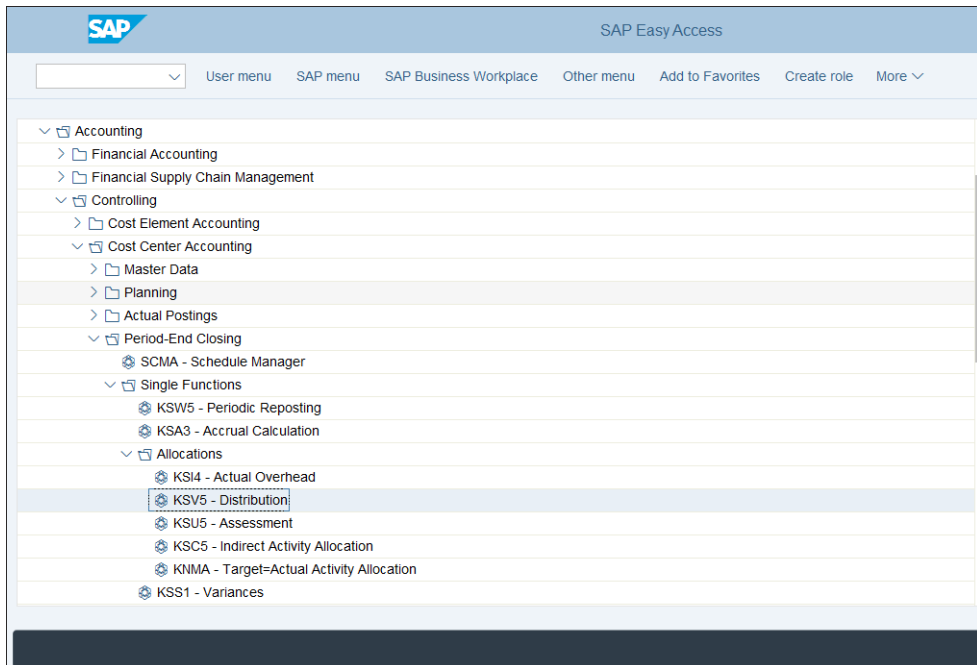 SAP
SAP Easy Access
User menu SAP menu SAP Business Workplace Other menu Add to Favorites Create role More
Accounting
Financial Accounting
Financial Supply Chain Management
Controlling
Cost Element Accounting
Cost Center Accounting
Master Data
Planning
Actual Postings
Period-End Closing
SCMA - Schedule Manager
Single Functions
KSW5 - Periodic Reposting
KSA3 - Accrual Calculation
Allocations
KSI4 - Actual Overhead
KSV5 - Distribution
KSU5 - Assessment
KSC5 - Indirect Activity Allocation
KNMA - Target=Actual Activity Allocation
KSS1 - Variances